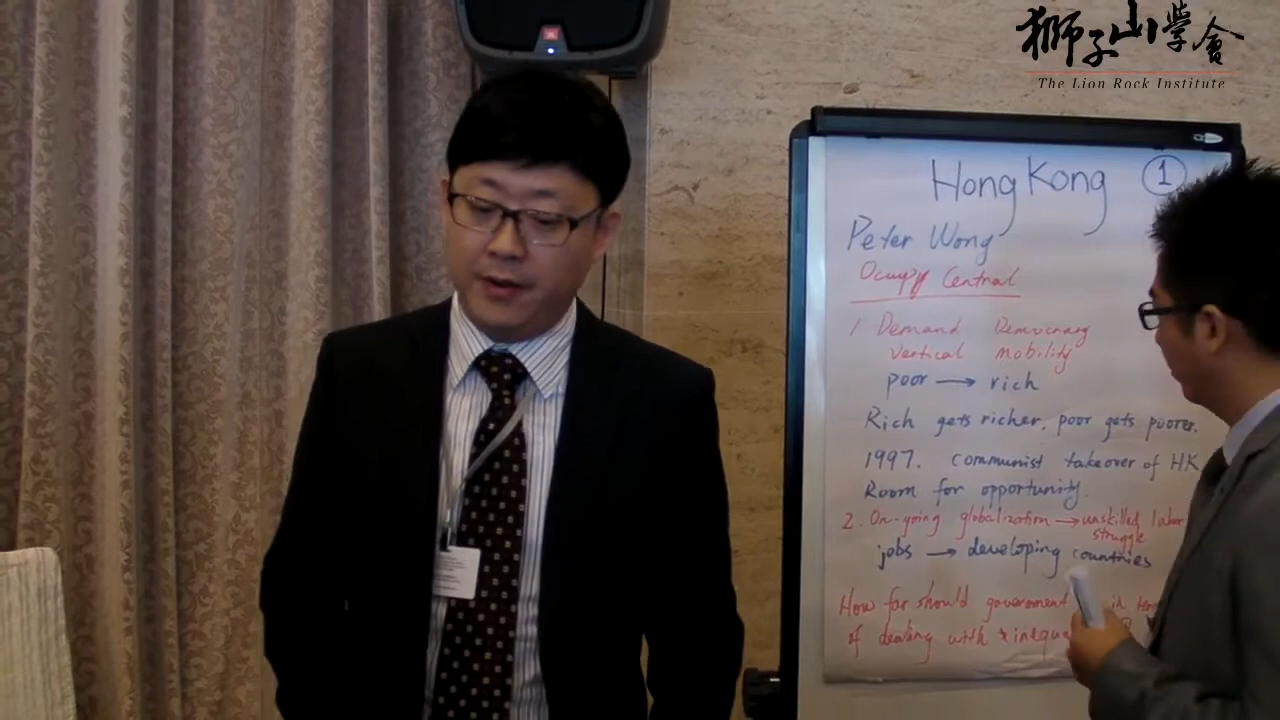 獅子山學會
The Lion Rock Institute
Hong Kong 1
Peter Wong
Ocuppy Central
1 Demand Democracy
vertical mobility
poor → rich
Rich gets richer, poor gets poorer.
1997. Communist takeover of HK
Room for opportunity.
2. On-going globalization → unskilled labor
struggle
jobs → developing countries
How far should government in
of dealing with